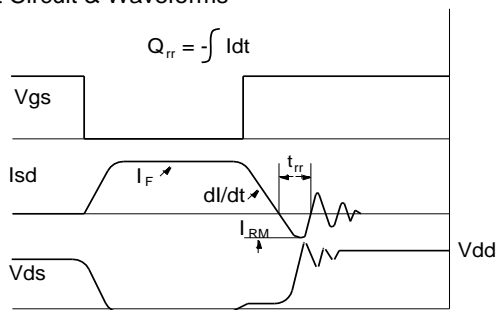 Circuit & Waveforms
Qrr = -∫ Idt
Vgs
Isd
IF
dI/dt
trr
IRM
Vdd
Vds